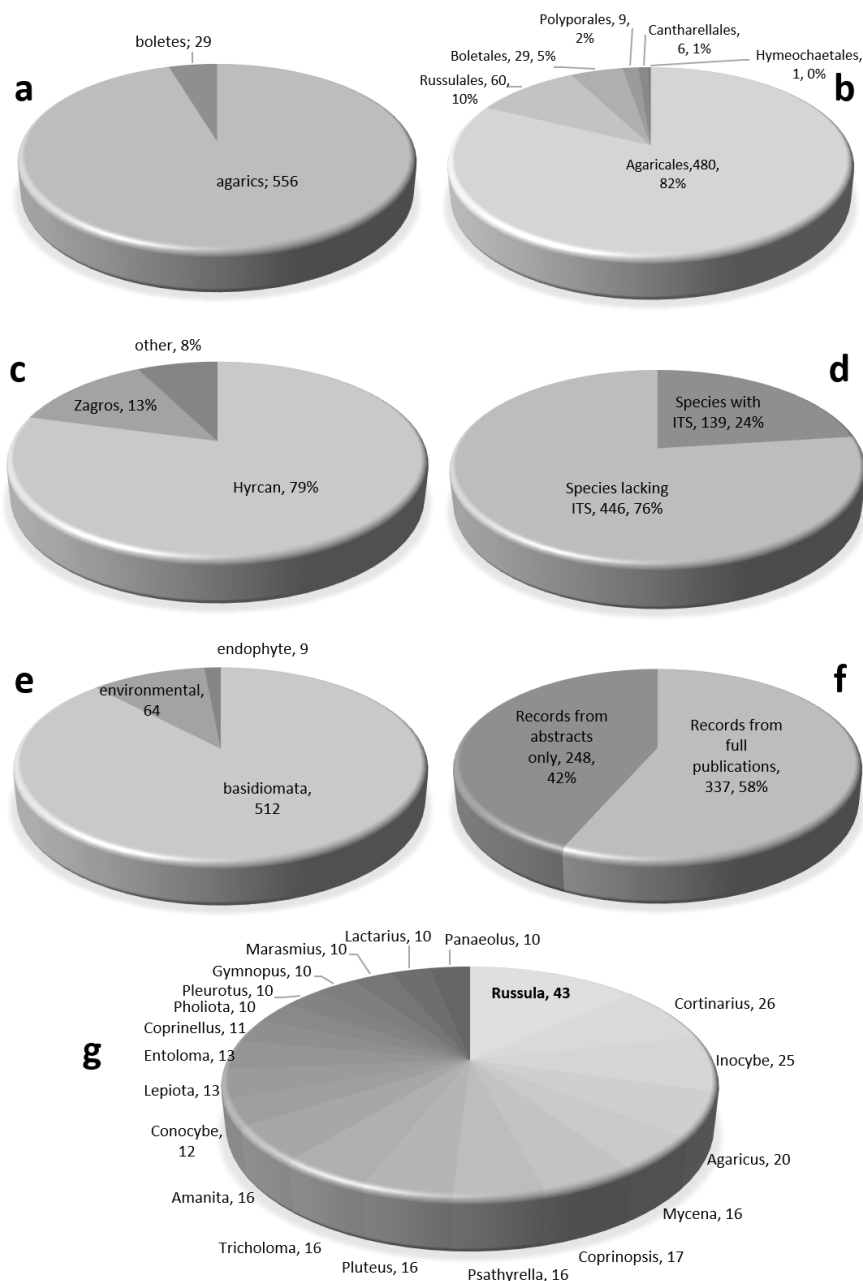 a
boletes; 29
agarics; 556
b
Polyporales, 9,
2%
Cantharellales,
6, 1%
Boletales, 29, 5%
Hymeochaetales,
1, 0%
Russulales, 60,
10%
Agaricales,480,
82%
c
other, 8%
Zagros, 13%
Hyrcan, 79%
d
Species with
ITS, 139, 24%
Species lacking
ITS, 446, 76%
e
endophyte, 9
environmental,
64
basidiomata,
512
f
Records from
abstracts
only, 248,
42%
Records from
full
publications,
337, 58%
g
Lactarius, 10
Panaeolus, 10
Marasmius, 10
Gymnopus, 10
Pleurotus, 10
Pholiota, 10
Coprinellus, 11
Entoloma, 13
Lepiota, 13
Conocybe,
12
Amanita, 16
Tricholoma, 16
Pluteus, 16
Psathyrella, 16
Coprinopsis, 17
Mycena, 16
Agaricus, 20
Inocybe, 25
Cortinarius, 26
Russula, 43